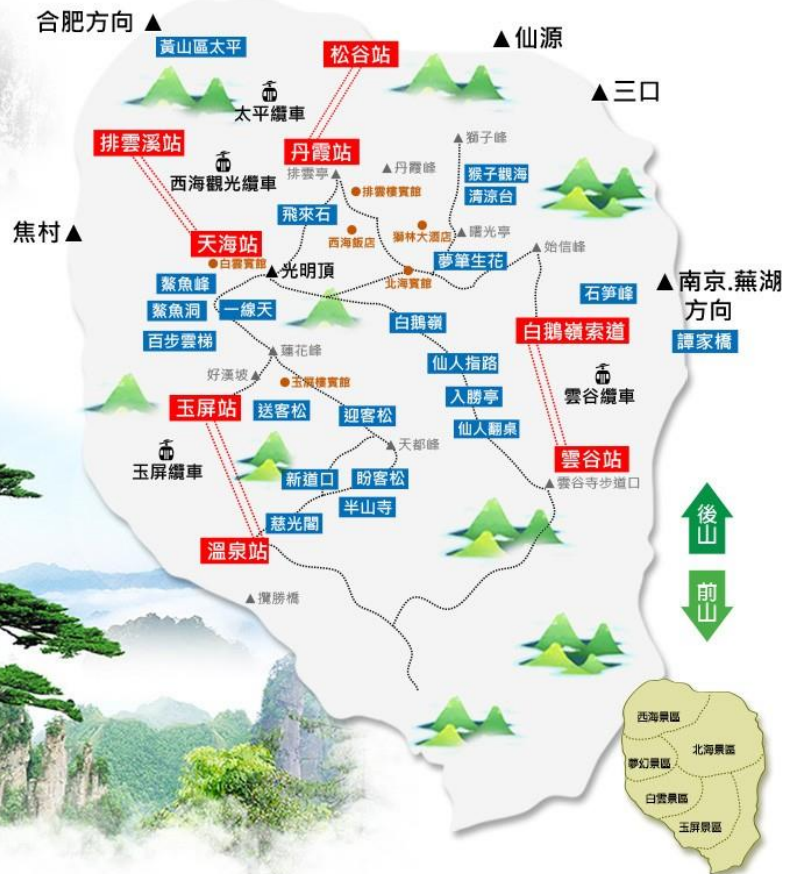 合肥方向 ▲
黃山區太平
松谷站
▲仙源
▲三口
太平纜車
排雲溪站
丹霞站
▲獅子峰
西海觀光纜車
排雲亭▲
▲丹霞峰
猴子觀海
●排雲樓賓館
清涼台
飛來石
焦村▲
西海飯店
獅林大酒店
▲曙光亭
天海站
▲始信峰
●白雲賓館
▲光明頂
夢筆生花
北海賓館
鰲魚峰
石筍峰
▲南京.蕪湖
方向
鰲魚洞
一線天
白鵝嶺
白鵝嶺索道
譚家橋
百步雲梯
▲蓮花峰
仙人指路
好漢坡▲
●玉屏樓賓館
入勝亭
雲谷纜車
玉屏站
送客松
迎客松
仙人翻桌
玉屏纜車
▲天都峰
雲谷站
新道口
盼客松
▲雲谷寺步道口
半山寺
慈光閣
後山
溫泉站
前山
▲攬勝橋
西海景區
北海景區
夢幻景區
白雲景區
玉屏景區